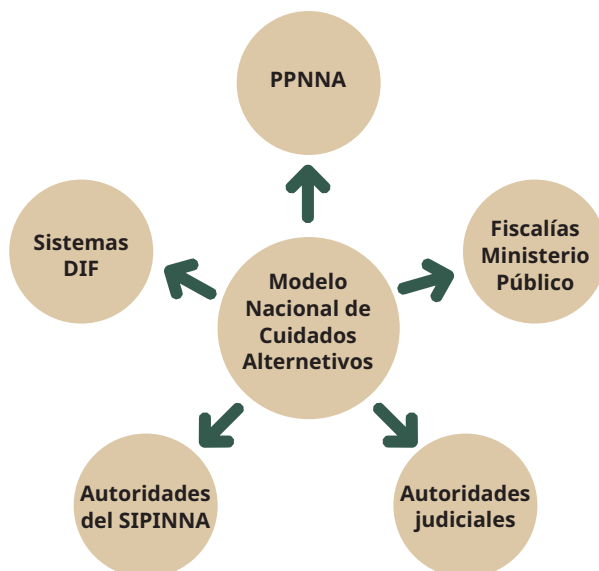 PPNNA
Sistemas
DIF
Fiscalías
Ministerio
Público
Modelo
Nacional de
Cuidados
Alternetivos
Autoridades
del SIPINNA
Autoridades
judiciales